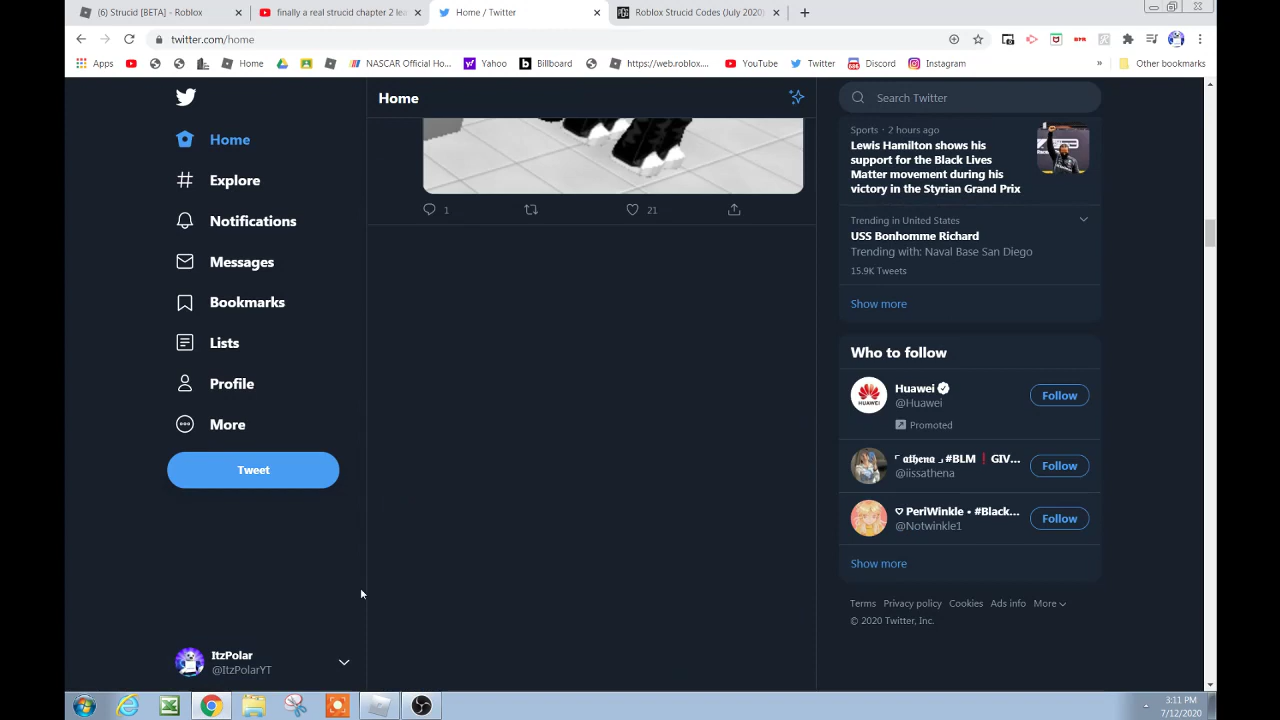 (6) Strucid [BETA] - Roblox
finally a real strucid chapter 2 lea
Home / Twitter
Roblox Strucid Codes (July 2020)
twitter.com/home
Apps
Home
NASCAR Official Ho...
Yahoo
Billboard
https://web.roblox....
YouTube
Twitter
Discord
Instagram
»
Other bookmarks
Home
Explore
Notifications
Messages
Bookmarks
Lists
Profile
More
Tweet
ItzPolar
@ItzPolarYT
Home
1
21
Search Twitter
Sports · 2 hours ago
Lewis Hamilton shows his
support for the Black Lives
Matter movement during his
victory in the Styrian Grand Prix
Trending in United States
USS Bonhomme Richard
Trending with: Naval Base San Diego
15.9K Tweets
Show more
Who to follow
Huawei
@Huawei
Follow
Promoted
⌜ 𝖆𝖙𝖍𝖊𝖓𝖆 ⌟ #BLM❗GIV...
@iissathena
Follow
♡ PeriWinkle • #Black...
@Notwinkle1
Follow
Show more
Terms Privacy policy Cookies Ads info More
© 2020 Twitter, Inc.
3:11 PM
7/12/2020